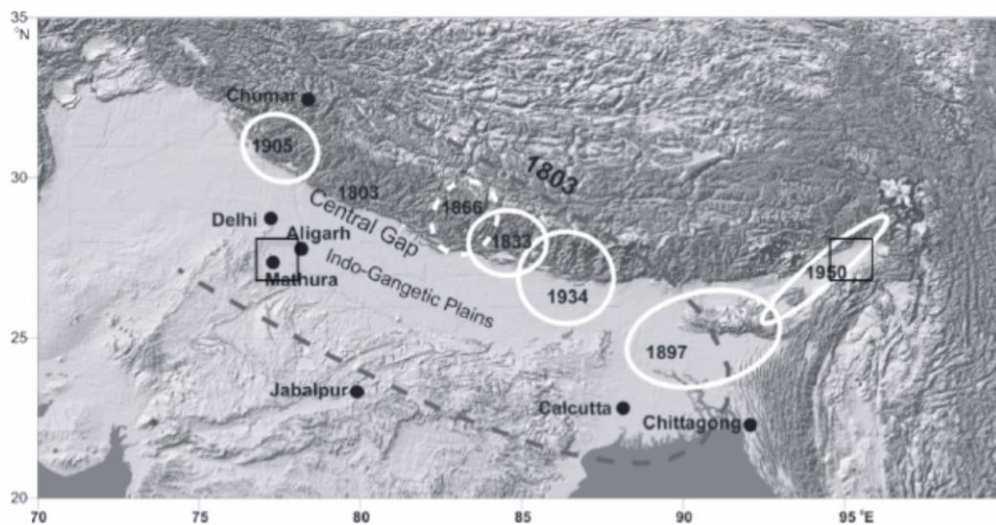 35
°N
Chumar
1905
30
1803
1803
1866
Delhi
Central Gap
1833
Aligarh
Indo-Gangetic Plains
Mathura
1950
1934
25
1897
Jabalpur
Calcutta
Chittagong
20
70
75
80
85
90
95 °E